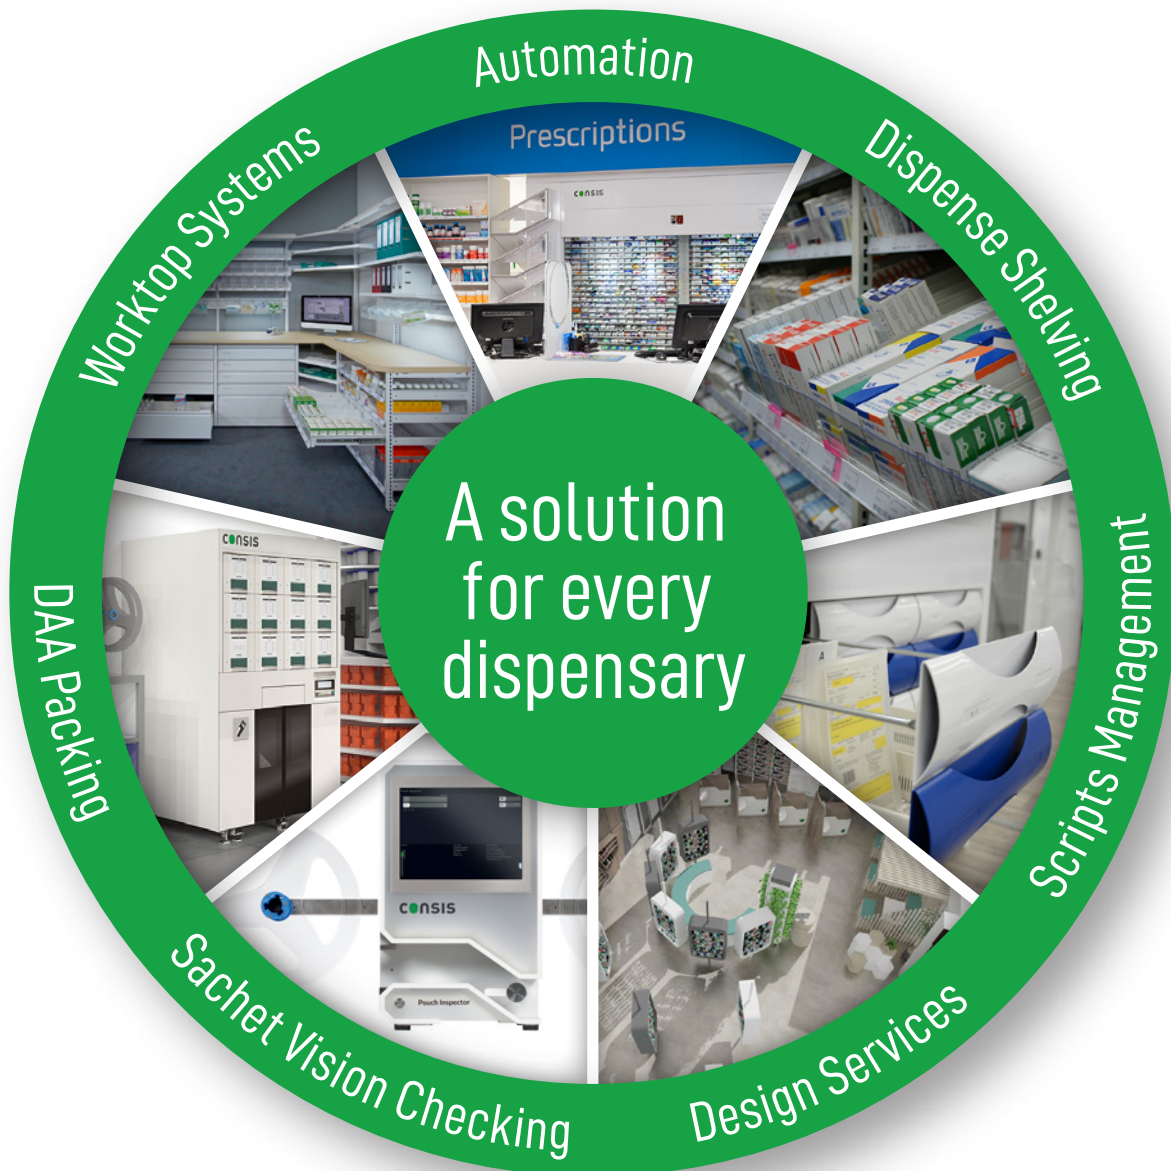 Automation
Dispense Shelving
Scripts Management
Design Services
Sachet Vision Checking
DAA Packing
Worktop Systems
A solution
for every
dispensary
Prescriptions
CONSIS
A
CONSIS
Pouch Inspector
CONSIS